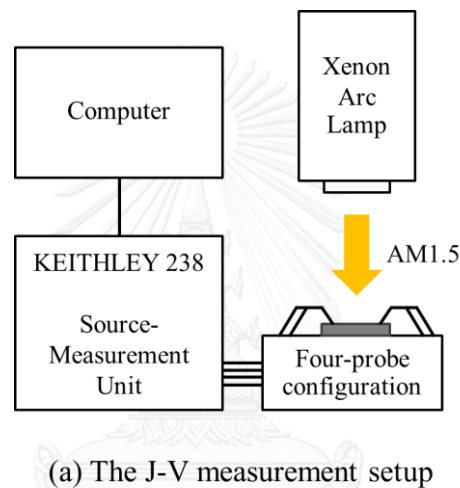 Computer
Xenon
Arc
Lamp
KEITHLEY 238
Source-
Measurement
Unit
AM1.5
Four-probe
configuration
(a) The J-V measurement setup